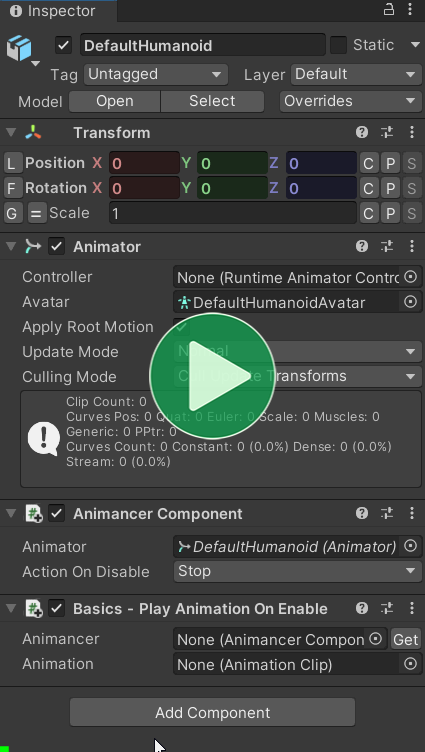 Inspector
DefaultHumanoid Static
Tag Untagged Layer Default
Model Open Select Overrides
Transform
L Position X 0 Y 0 Z 0 C P S
F Rotation X 0 Y 0 Z 0 C P S
G = Scale 1 C P S
Animator
Controller None (Runtime Animator Contro
Avatar DefaultHumanoidAvatar
Apply Root Motion
Update Mode
Culling Mode Transforms
Clip Count: 0
Curves Pos: 0 Quat: 0 Euler: 0 Scale: 0 Muscles: 0
Generic: 0 PPtr: 0
Curves Count: 0 Constant: 0 (0.0%) Dense: 0 (0.0%)
Stream: 0 (0.0%)
Animancer Component
Animator DefaultHumanoid (Animator)
Action On Disable Stop
Basics - Play Animation On Enable
Animancer None (Animancer Compon Get
Animation None (Animation Clip)
Add Component